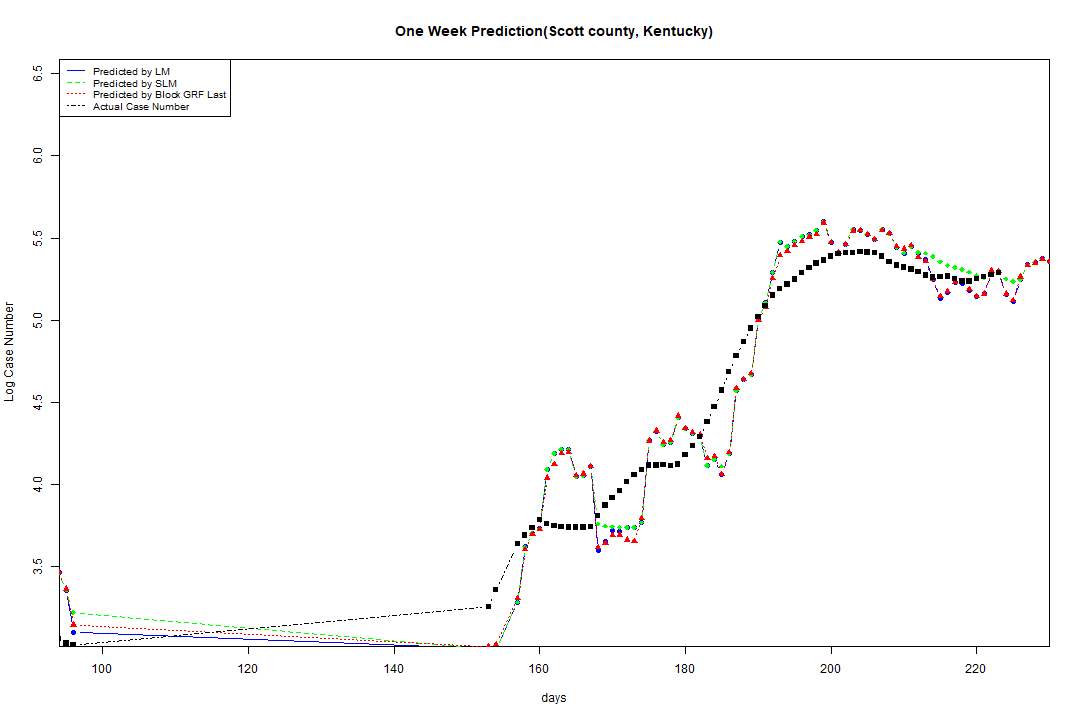 One Week Prediction(Scott county, Kentucky)
Predicted by LM
Predicted by SLM
Predicted by Block GRF Last
Actual Case Number
6.5
6.0
5.5
5.0
4.5
4.0
3.5
Log Case Number
100 120 140 160 180 200 220
days